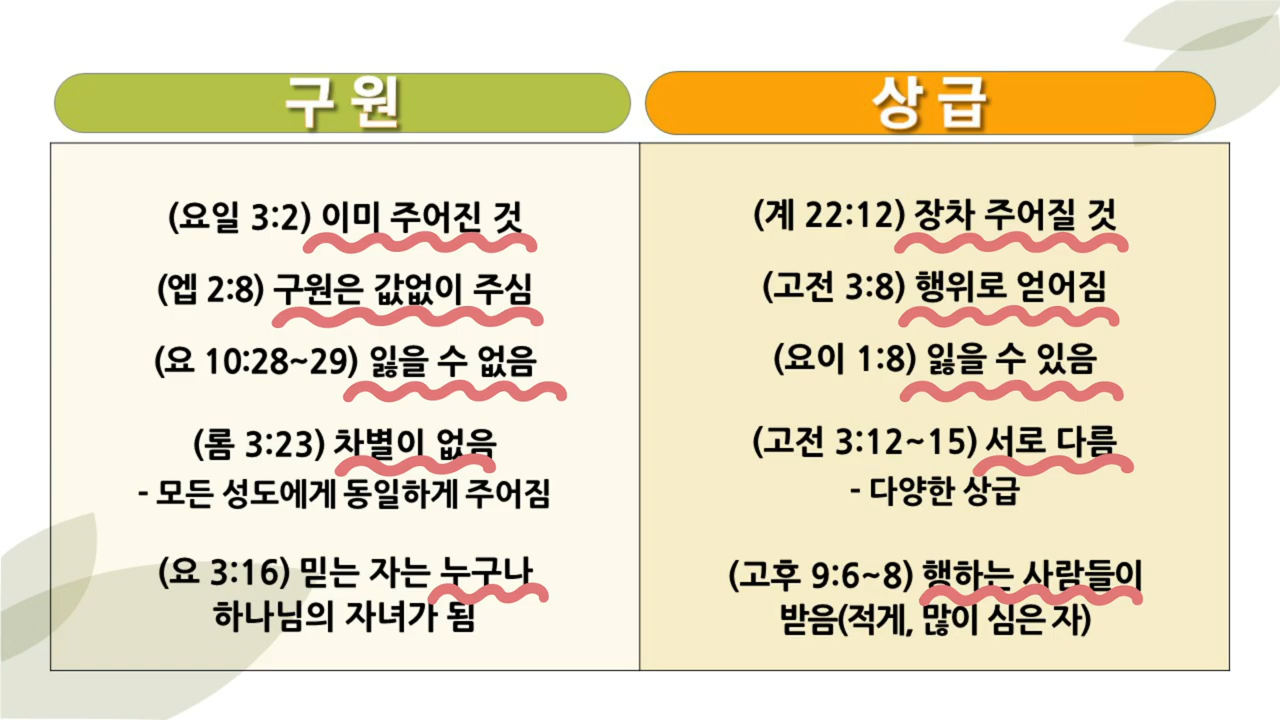 구원
(요일 3:2) 이미 주어진 것
(엡 2:8) 구원은 값없이 주심
(요 10:28~29) 잃을 수 없음
(롬 3:23) 차별이 없음
- 모든 성도에게 동일하게 주어짐
(요 3:16) 믿는 자는 누구나
하나님의 자녀가 됨
상급
(계 22:12) 장차 주어질 것
(고전 3:8) 행위로 얻어짐
(요이 1:8) 잃을 수 있음
(고전 3:12~15) 서로 다름
- 다양한 상급
(고후 9:6~8) 행하는 사람들이
받음(적게, 많이 심은 자)